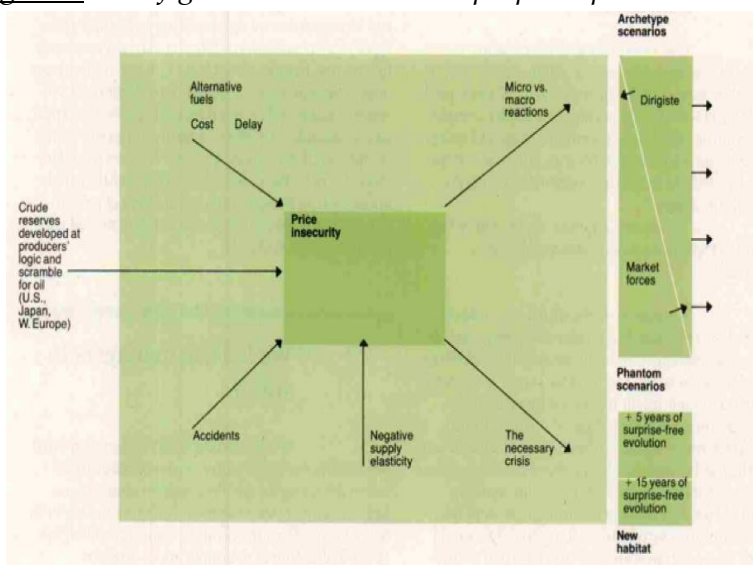 Archetype
scenarios
Alternative
fuels
Cost Delay
Micro vs.
macro
reactions
Dirigiste
Crude
reserves
developed at
producers'
logic and
scramble
for oil
(U.S.,
Japan,
W. Europe)
Price
insecurity
Market
forces
Phantom
scenarios
Accidents
Negative
supply
elasticity
The
necessary
crisis
+ 5 years of
surprise-free
evolution
+ 15 years of
surprise-free
evolution
New
habitat